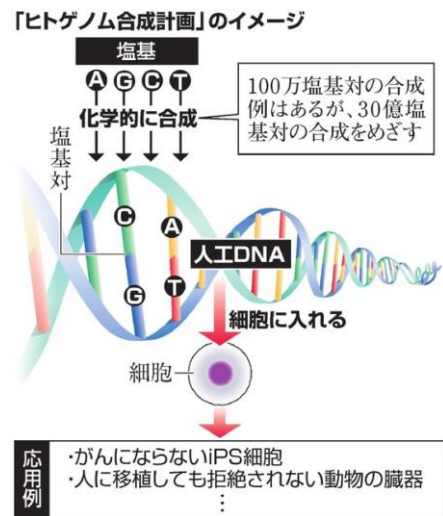 「ヒトゲノム合成計画」のイメージ
塩基
A G C T
化学的に合成
100万塩基対の合成
例はあるが、30億塩
基対の合成をめざす
塩基対
C A
G T
人工DNA
細胞に入れる
細胞
応用例
・がんにならないiPS細胞
・人に移植しても拒絶されない動物の臓器
⋮